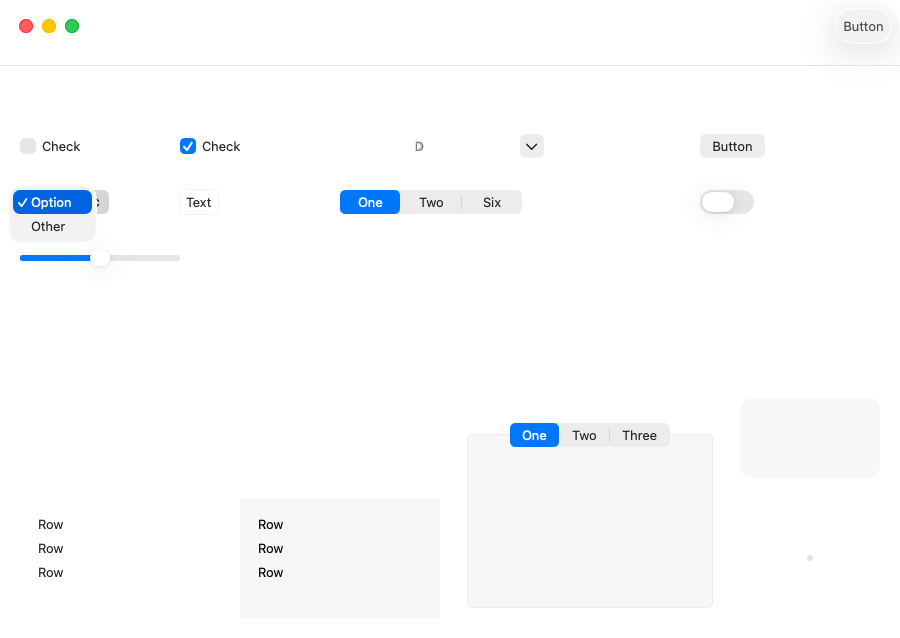 Button
Check
Check
Button
Option
Text
One
Two
Six
Other
One
Two
Three
Row
Row
Row
Row
Row
Row